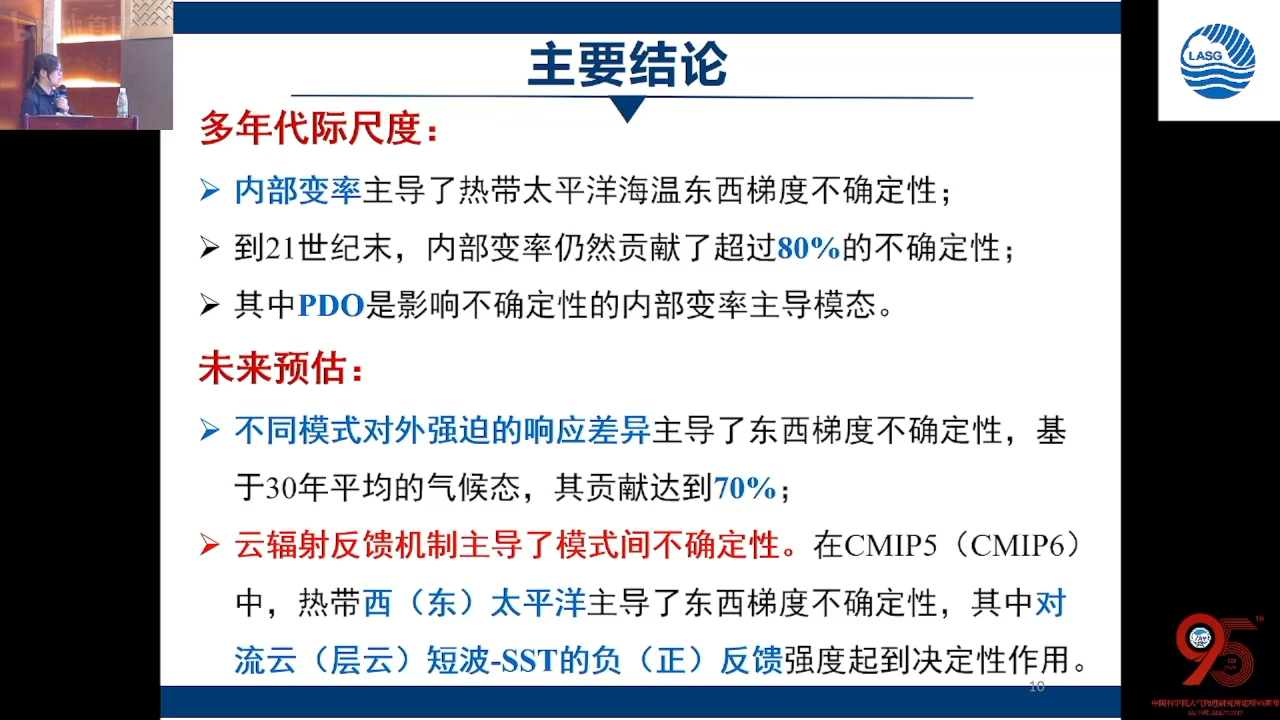 主要结论
LASG
多年代际尺度：
内部变率主导了热带太平洋海温东西梯度不确定性；
到21世纪末，内部变率仍然贡献了超过80%的不确定性；
其中PDO是影响不确定性的内部变率主导模态。
未来预估：
不同模式对外强迫的响应差异主导了东西梯度不确定性，基
于30年平均的气候态，其贡献达到70%；
云辐射反馈机制主导了模式间不确定性。在CMIP5（CMIP6）
中，热带西（东）太平洋主导了东西梯度不确定性，其中对
流云（层云）短波-SST的负（正）反馈强度起到决定性作用。
10
95TH